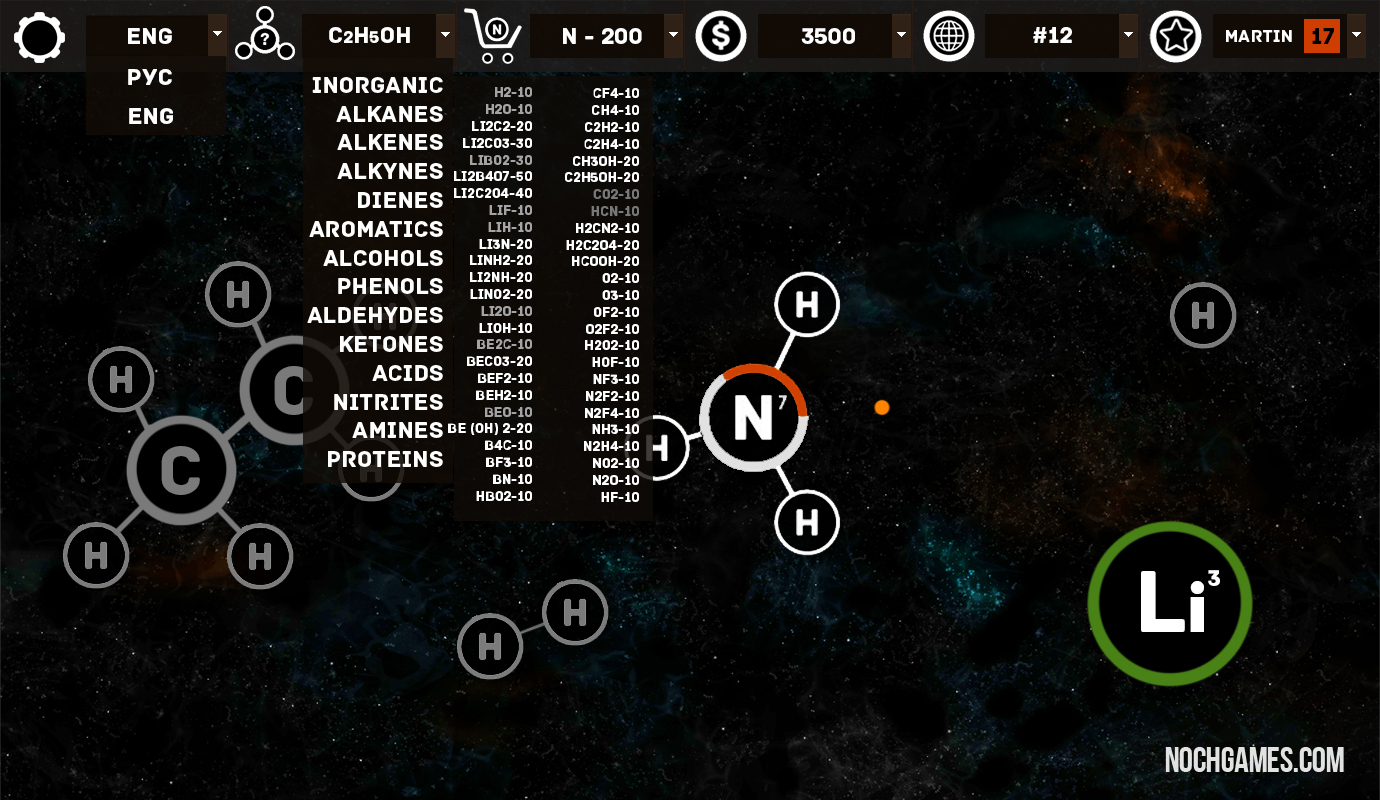 ENG
C2H5OH
N
N - 200
$
3500
#12
MARTIN 17
РУС
ENG
?
INORGANIC
ALKANES
ALKENES
ALKYNES
DIENES
AROMATICS
ALCOHOLS
PHENOLS
ALDEHYDES
KETONES
ACIDS
NITRITES
AMINES
PROTEINS
H2-10
H2O-10
LI2C2-20
LI2CO3-30
LIBO2-30
LI2B4O7-50
LI2C2O4-40
LIF-10
LIH-10
LI3N-20
LINH2-20
LI2NH-20
LINO2-20
LI2O-10
LIOH-10
BE2C-10
BECO3-20
BEF2-10
BEH2-10
BEO-10
BE (OH) 2-20
B4C-10
BF3-10
BN-10
HBO2-10
CF4-10
CH4-10
C2H2-10
C2H4-10
CH3OH-20
C2H5OH-20
CO2-10
HCN-10
H2CN2-10
H2C2O4-20
HCOOH-20
O2-10
O3-10
OF2-10
O2F2-10
H2O2-10
HOF-10
NF3-10
N2F2-10
N2F4-10
NH3-10
N2H4-10
NO2-10
N2O-10
HF-10
H
H
H
C
H
C
H
H
H
H
H
H
N7
H
H
H
Li3
NOCHGAMES.COM